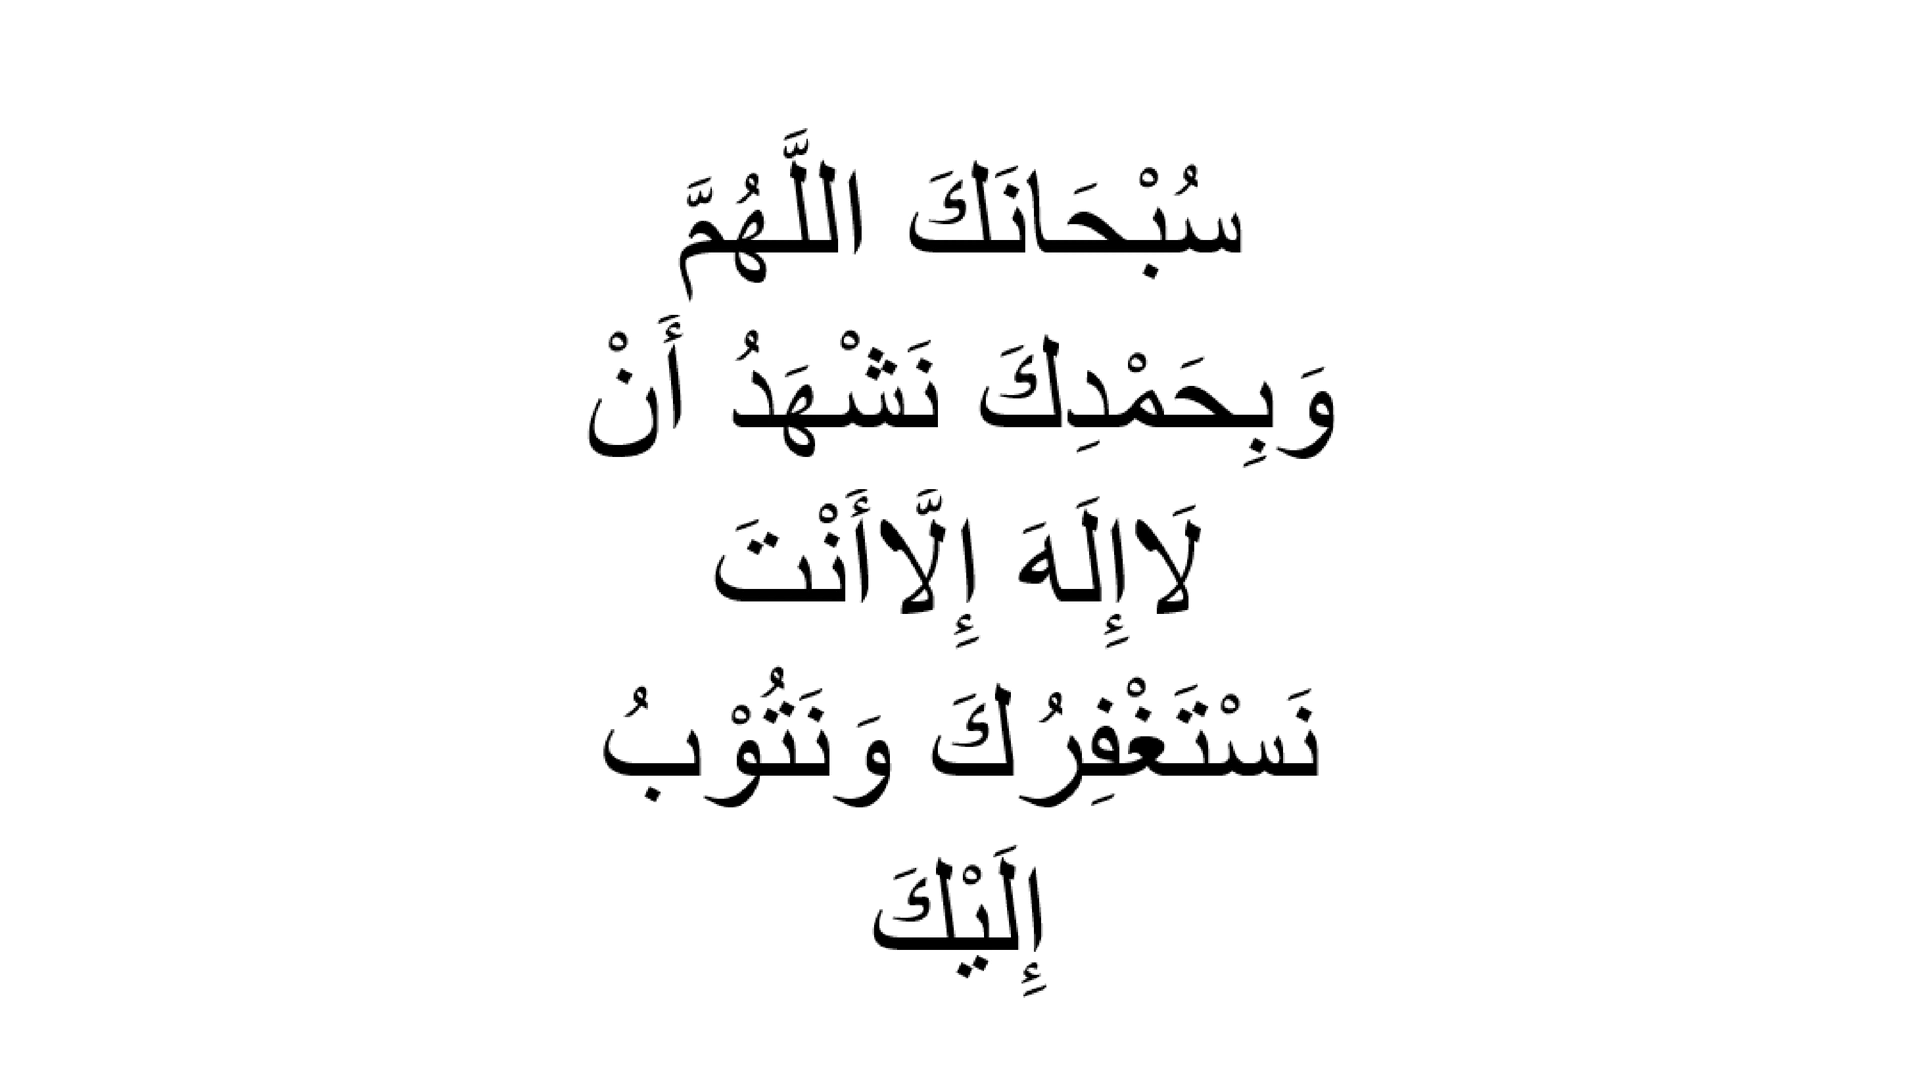 سُبْحَانَكَ اللَّهُمَّ
وَبِحَمْدِكَ نَشْهَدُ أَنْ
لَاإِلَهَ إِلَّاأَنْتَ
نَسْتَغْفِرُكَ وَنَتُوْبُ
إِلَيْكَ